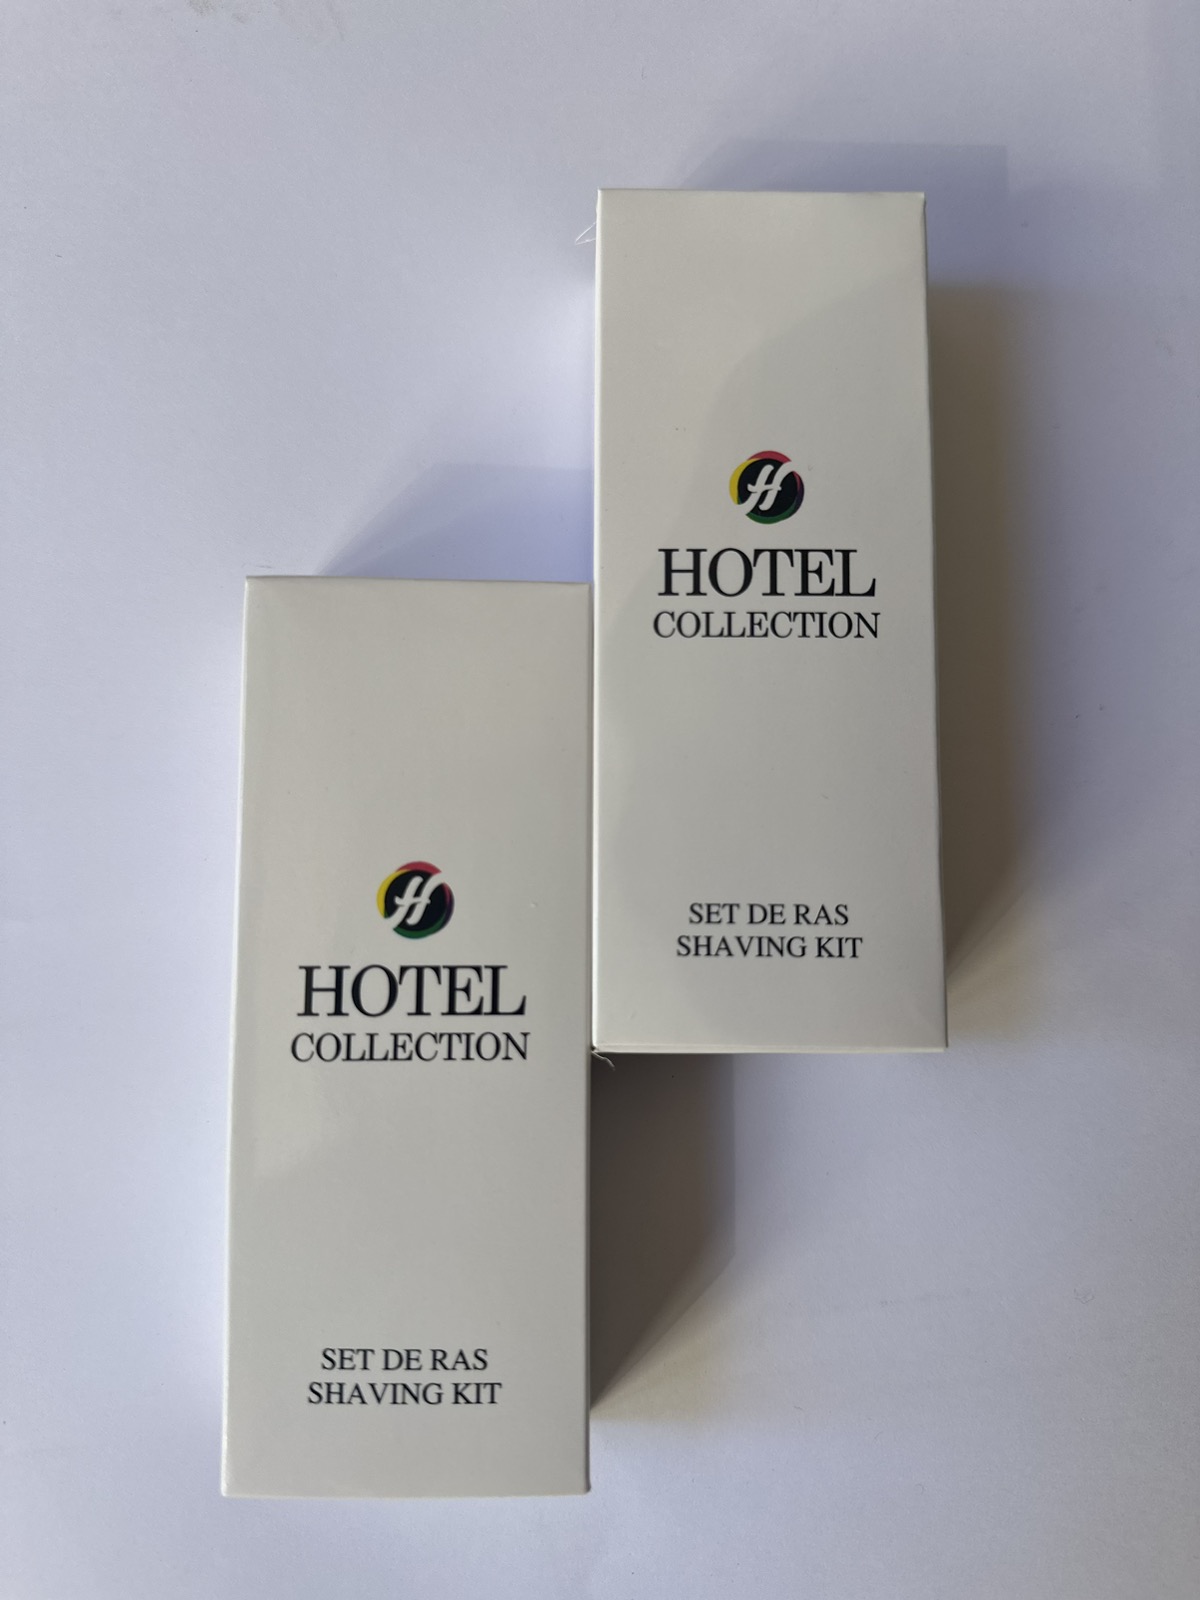 H
HOTEL
COLLECTION
SET DE RAS
SHAVING KIT
H
HOTEL
COLLECTION
SET DE RAS
SHAVING KIT